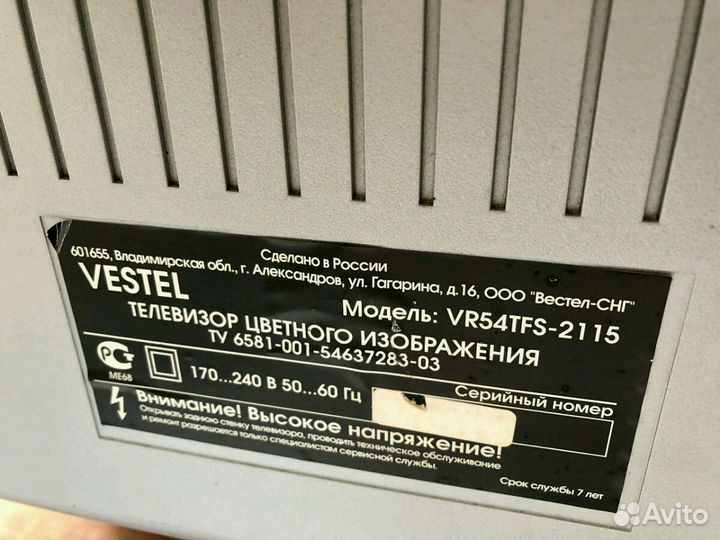 Сделано в России
601655, Владимирская обл., г. Александров, ул. Гагарина, д.16, ООО "Вестел-СНГ"
VESTEL
Модель: VR54TFS-2115
ТЕЛЕВИЗОР ЦВЕТНОГО ИЗОБРАЖЕНИЯ
ТУ 6581-001-54637283-03
РСТ
МЕ68
170...240 В 50...60 Гц
Серийный номер
Внимание! Высокое напряжение!
Открывать заднюю стенку телевизора, проводить техническое обслуживание
и ремонт разрешается только специалистам сервисной службы.
Срок службы 7 лет
Avito